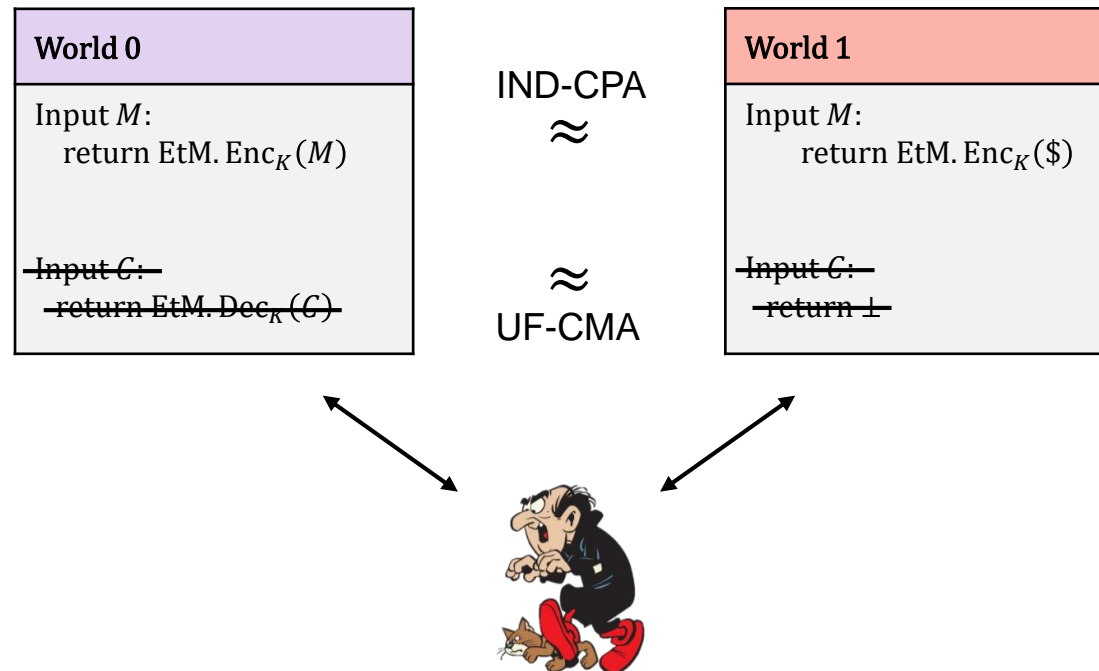 World 0
Input M:
return EtM. Enc_K(M)
Input C:
return EtM. Dec_K(C)
IND-CPA
≈
≈
UF-CMA
World 1
Input M:
return EtM. Enc_K($)
Input C:
return ⊥